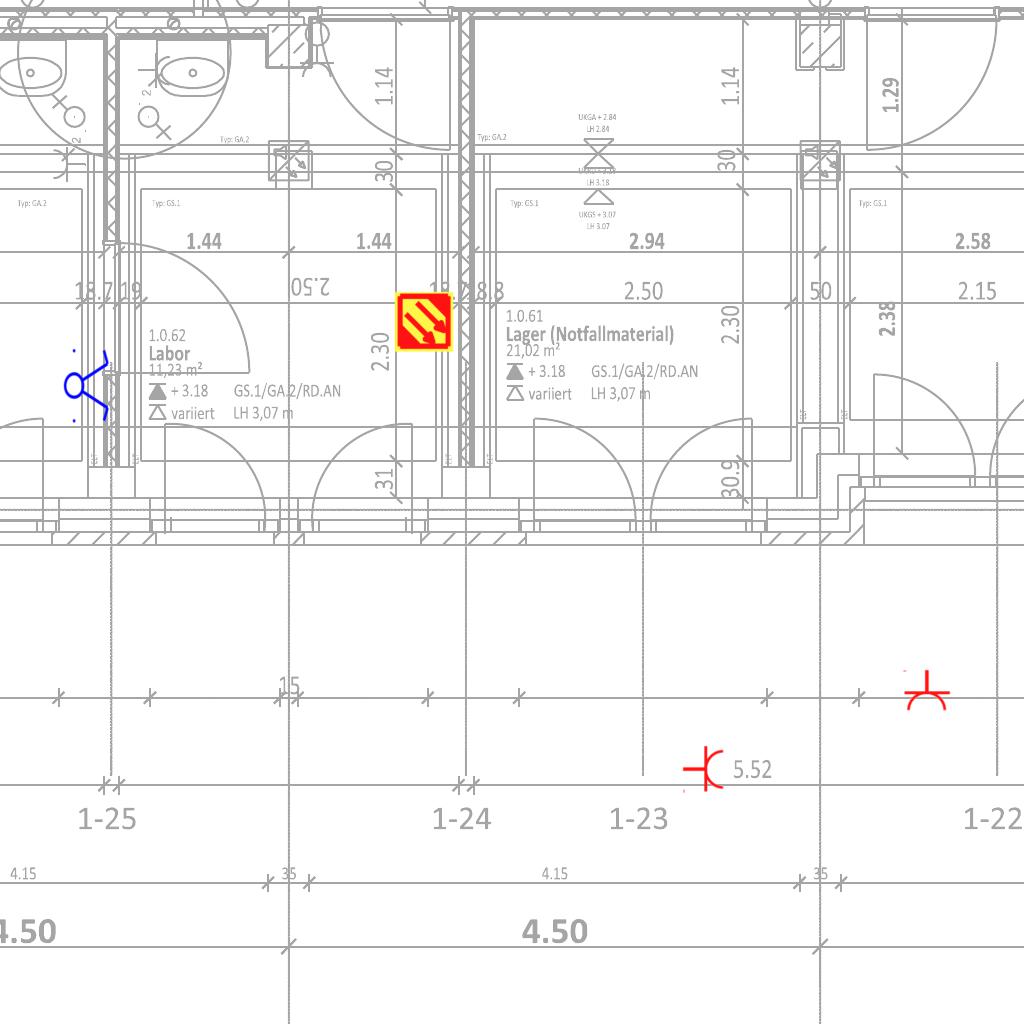 1.14
1.14
1.29
UKGA + 2.84
LH 2.84
Typ: GA.2
Typ: GA.2
2
2
30
30
LH 3.18
UKGS + 3.07
LH 3.07
Typ: GA.2
Typ: GS.1
Typ: GS.1
Typ: GS.1
1.44
1.44
2.94
2.58
2.50
2.50
50
2.15
1.0.62
Labor
11,23 m²
+ 3.18 GS.1/GA.2/RD.AN
variiert LH 3,07 m
2.30
1.0.61
Lager (Notfallmaterial)
21,02 m²
+ 3.18 GS.1/GA.2/RD.AN
variiert LH 3,07 m
2.30
2.38
31
30.9
15
5.52
1-25
1-24
1-23
1-22
4.15
35
4.15
35
4.50
4.50